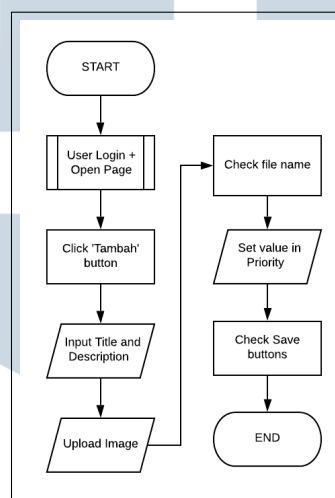 START
User Login +
Open Page
Click 'Tambah'
button
Input Title and
Description
Upload Image
Check file name
Set value in
Priority
Check Save
buttons
END